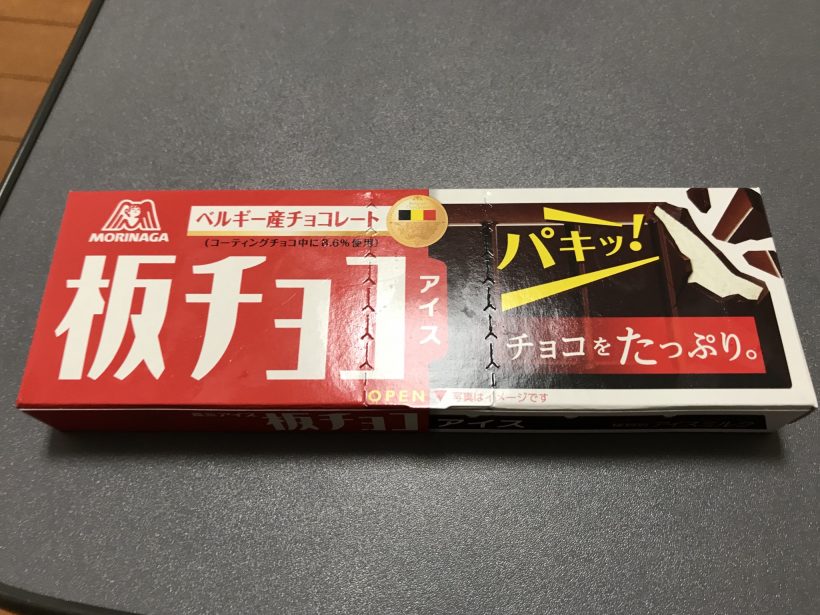 MORINAGA
ベルギー産チョコレート
板チョコ
アイス
パキッ!
チョコをたっぷり。
OPEN
写真はイメージです
板チョコ
アイス